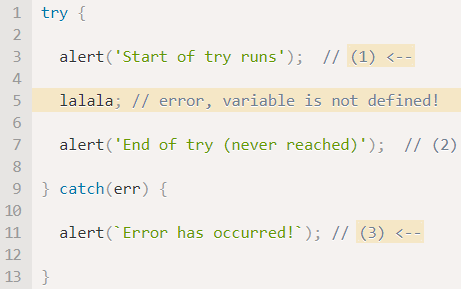 1 try {
2
3   alert('Start of try runs');  // (1) <--
4
5   lalala; // error, variable is not defined!
6
7   alert('End of try (never reached)');  // (2)
8
9 } catch(err) {
10
11   alert(`Error has occurred!`); // (3) <--
12
13 }